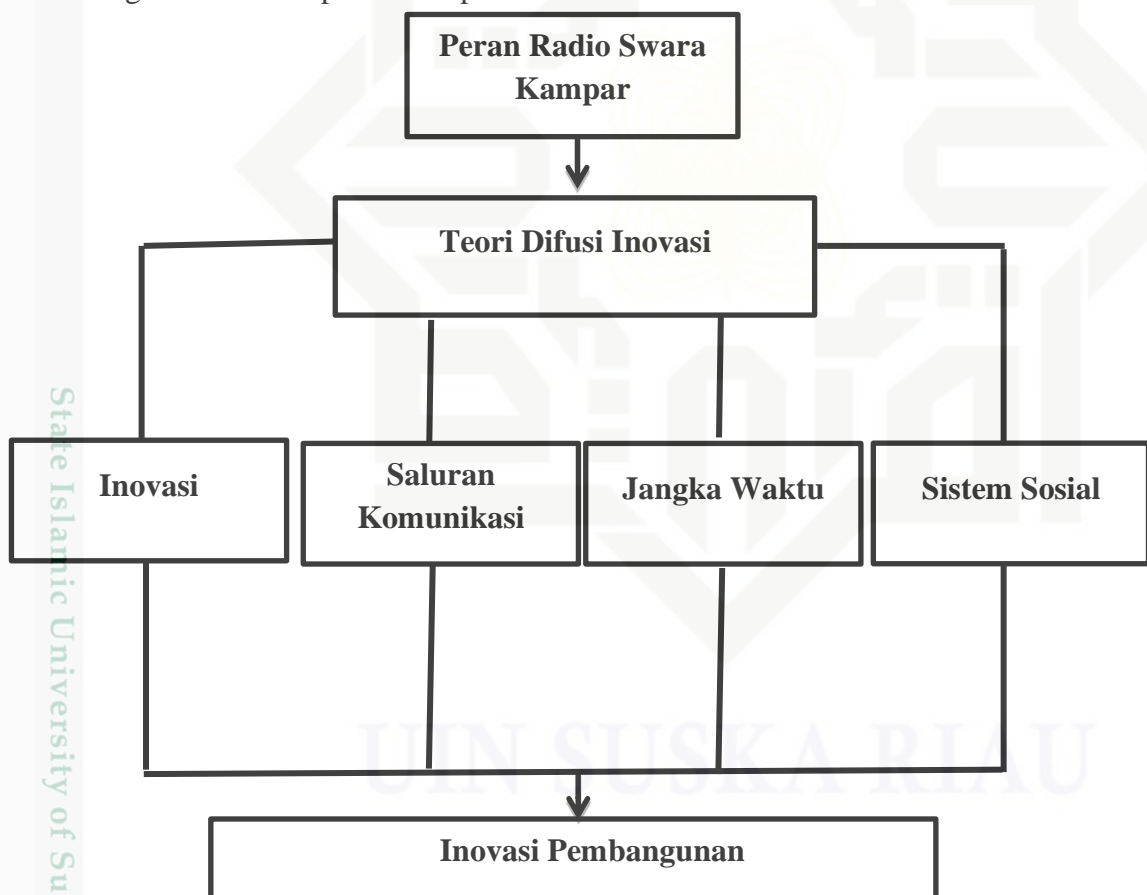 Peran Radio Swara
Kampar
Teori Difusi Inovasi
Inovasi
Saluran
Komunikasi
Jangka Waktu
Sistem Sosial
Inovasi Pembangunan
UIN SUSKA RIAU
State Islamic University of Su